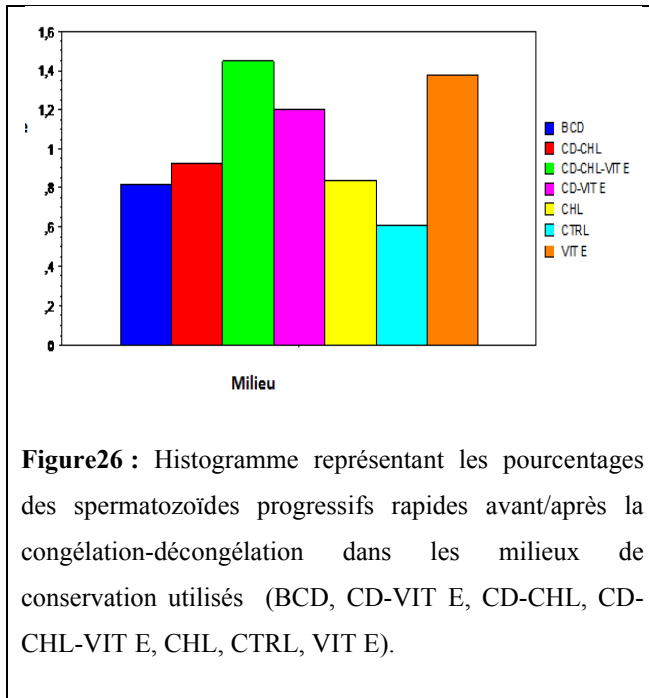 1,6
1,4
1,2
1
,8
,6
,4
,2
0
BCD
CD-CHL
CD-CHL-VIT E
CD-VIT E
CHL
CTRL
VIT E
Milieu
Figure26 : Histogramme représentant les pourcentages
des spermatozoïdes progressifs rapides avant/après la
congélation-décongélation dans les milieux de
conservation utilisés (BCD, CD-VIT E, CD-CHL, CD-
CHL-VIT E, CHL, CTRL, VIT E).